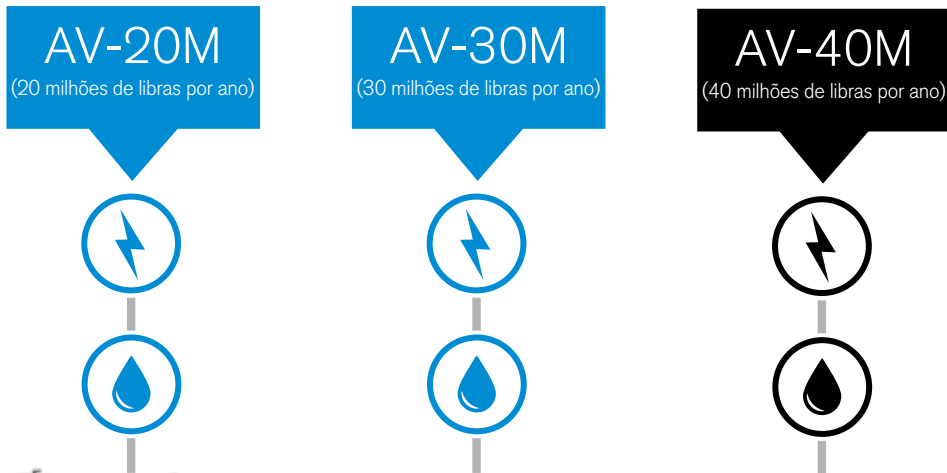 AV-20M
(20 milhões de libras por ano)
AV-30M
(30 milhões de libras por ano)
AV-40M
(40 milhões de libras por ano)